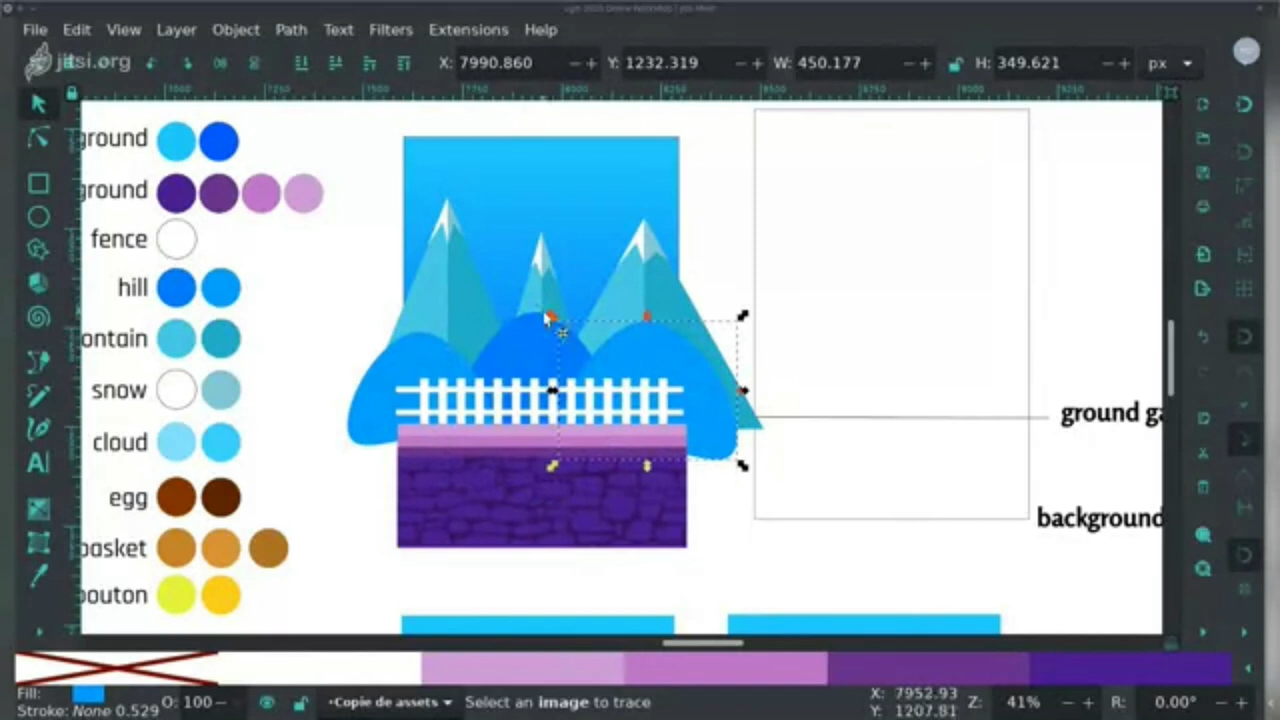 File Edit View Layer Object Path Text Filters Extensions Help
jitsi.org
X: 7990.860 Y: 1232.319 W: 450.177 H: 349.621 px
ground
ground
fence
hill
ontain
snow
cloud
egg
basket
bouton
ground ga
background
Fill:
Stroke: None 0.529
O: 100
•Copie de assets
Select an image to trace
X: 7952.93
Y: 1207.81
Z: 41%
R: 0.00°